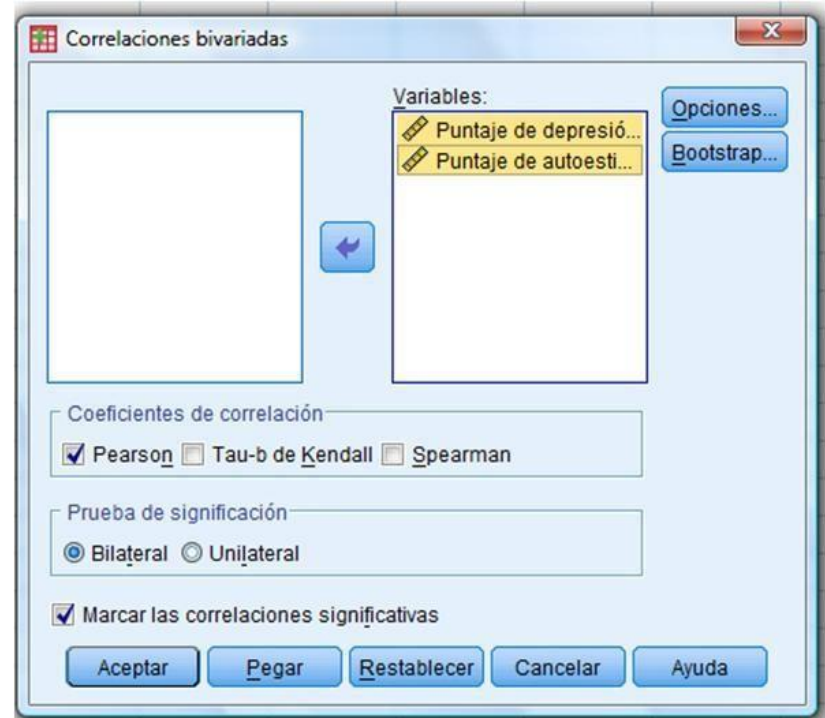 Correlaciones bivariadas
Variables:
Puntaje de depresió...
Puntaje de autoesti...
Opciones...
Bootstrap...
Coeficientes de correlación
Pearson Tau-b de Kendall Spearman
Prueba de significación
Bilateral Unilateral
Marcar las correlaciones significativas
Aceptar Pegar Restablecer Cancelar Ayuda